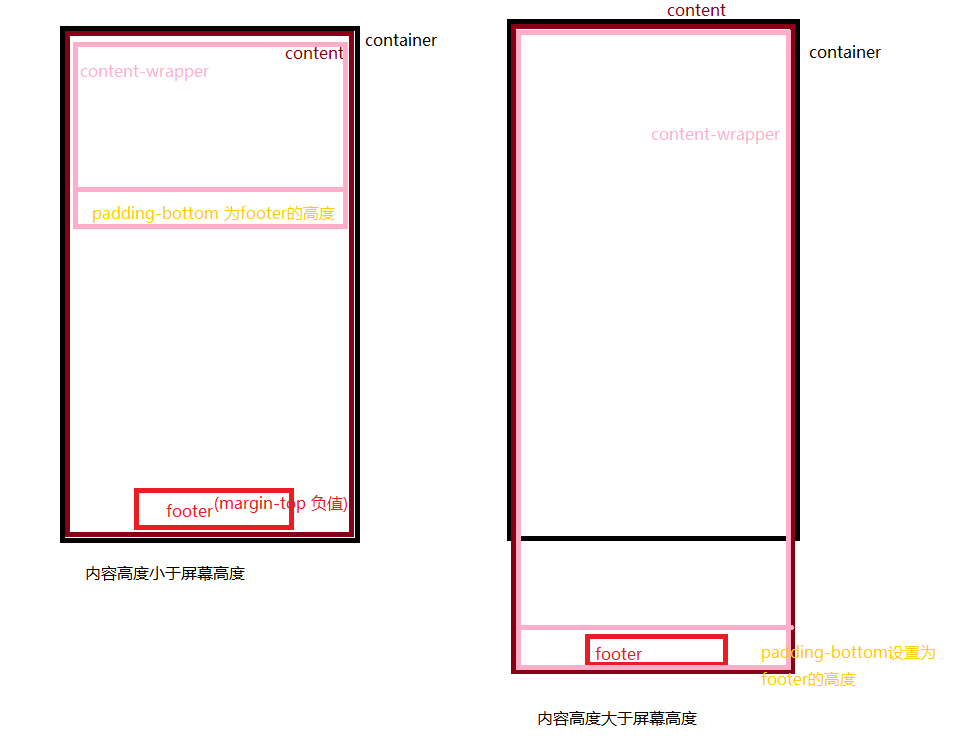 container
content
content-wrapper
padding-bottom 为footer的高度
(margin-top 负值)
footer
内容高度小于屏幕高度
content
container
content-wrapper
footer
padding-bottom设置为
footer的高度
内容高度大于屏幕高度